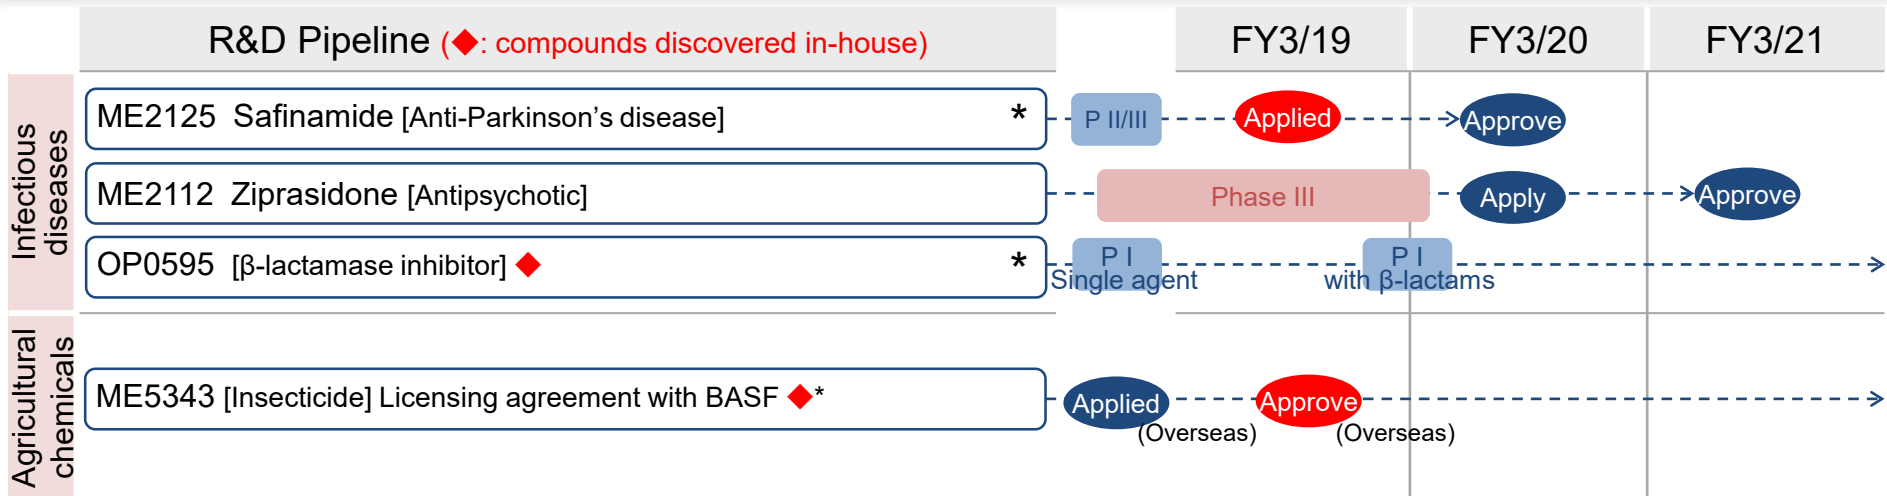 R&D Pipeline (◆: compounds discovered in-house)
FY3/19
FY3/20
FY3/21
Infectious
diseases
ME2125 Safinamide [Anti-Parkinson’s disease] *
P II/III
Applied
Approve
ME2112 Ziprasidone [Antipsychotic]
Phase III
Apply
Approve
OP0595 [β-lactamase inhibitor] ◆ *
P I
Single agent
P I
with β-lactams
Agricultural
chemicals
ME5343 [Insecticide] Licensing agreement with BASF ◆*
Applied
(Overseas)
Approve
(Overseas)